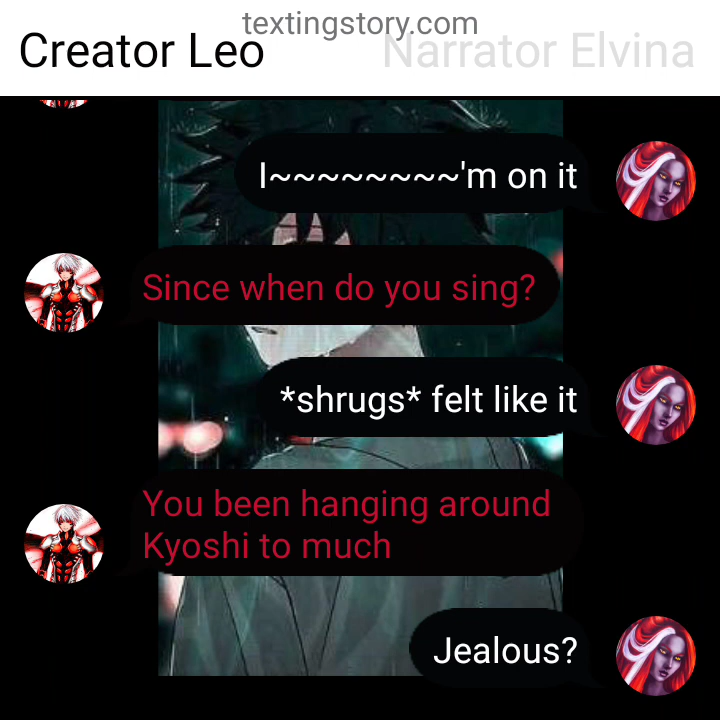 textingstory.com
Creator Leo
Narrator Elvina
I~~~~~~~~'m on it
Since when do you sing?
*shrugs* felt like it
You been hanging around
Kyoshi to much
Jealous?